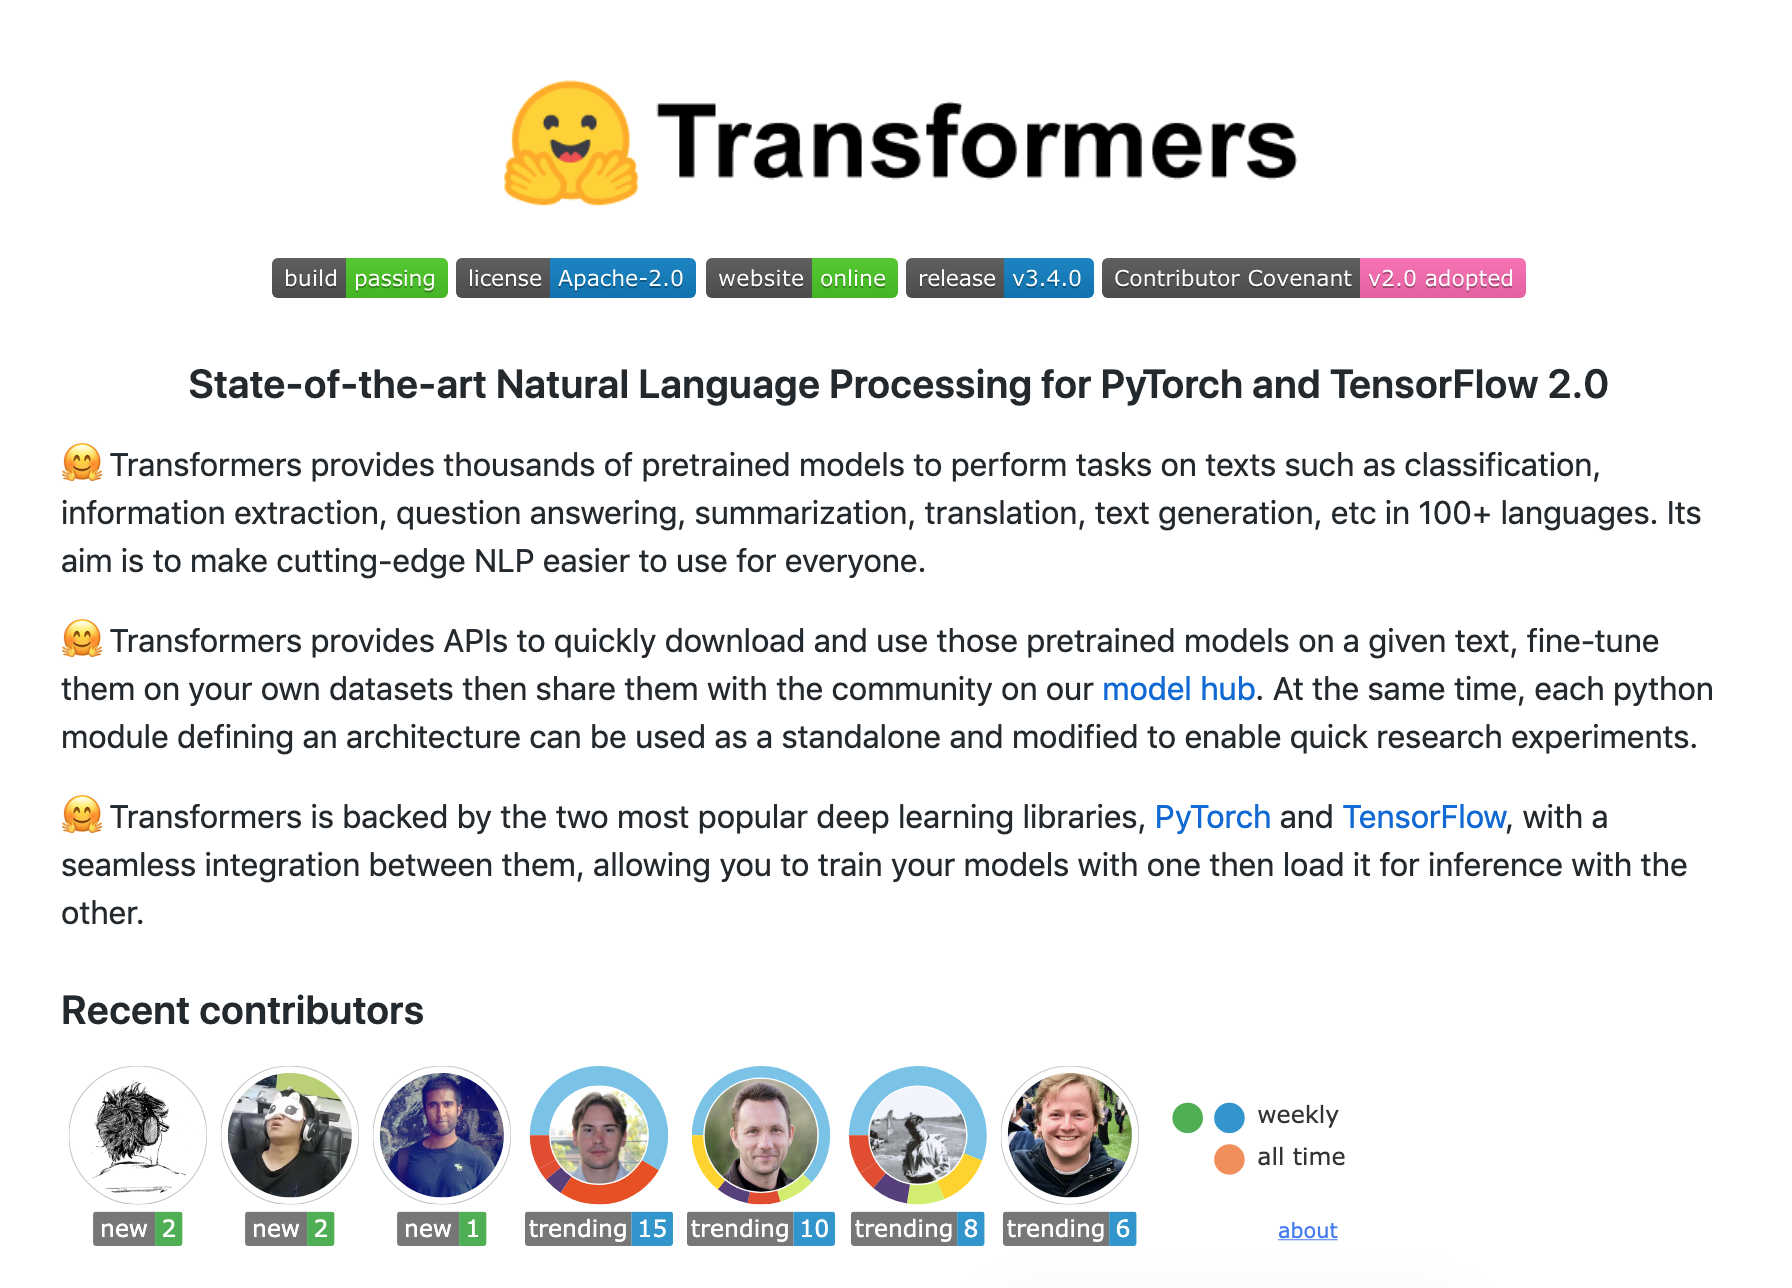 Transformers
build passing license Apache-2.0 website online release v3.4.0 Contributor Covenant v2.0 adopted
State-of-the-art Natural Language Processing for PyTorch and TensorFlow 2.0
🤗 Transformers provides thousands of pretrained models to perform tasks on texts such as classification,
information extraction, question answering, summarization, translation, text generation, etc in 100+ languages. Its
aim is to make cutting-edge NLP easier to use for everyone.
🤗 Transformers provides APIs to quickly download and use those pretrained models on a given text, fine-tune
them on your own datasets then share them with the community on our model hub. At the same time, each python
module defining an architecture can be used as a standalone and modified to enable quick research experiments.
🤗 Transformers is backed by the two most popular deep learning libraries, PyTorch and TensorFlow, with a
seamless integration between them, allowing you to train your models with one then load it for inference with the
other.
Recent contributors
weekly
all time
new 2 new 2 new 1 trending 15 trending 10 trending 8 trending 6 about